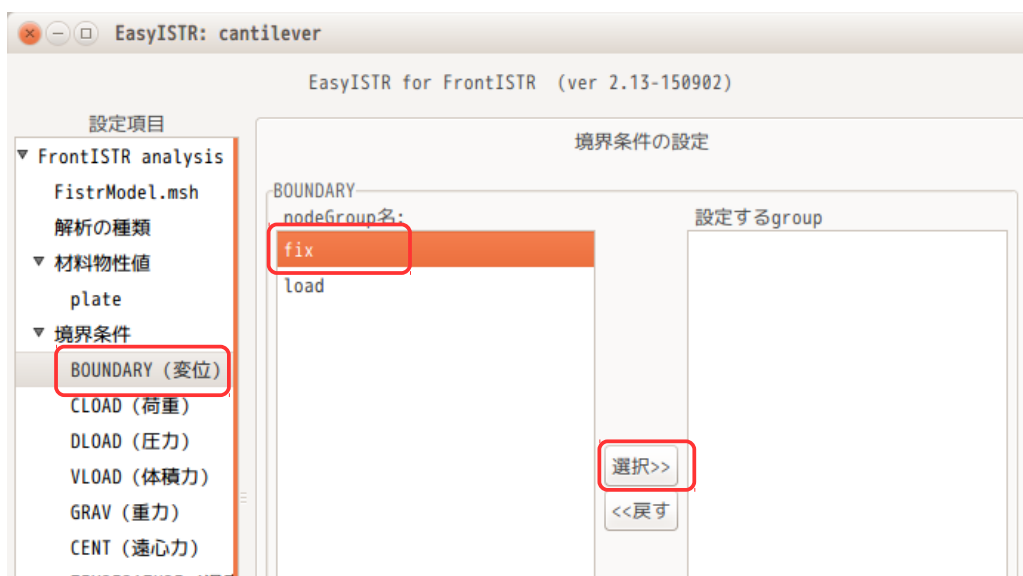 EasyISTR: cantilever
EasyISTR for FrontISTR (ver 2.13-150902)
設定項目
FrontISTR analysis
FistrModel.msh
解析の種類
材料物性値
plate
境界条件
BOUNDARY (変位)
CLOAD (荷重)
DLOAD (圧力)
VLOAD (体積力)
GRAV (重力)
CENT (遠心力)
境界条件の設定
BOUNDARY
nodeGroup名:
fix
load
選択>>
<<戻す
設定するgroup